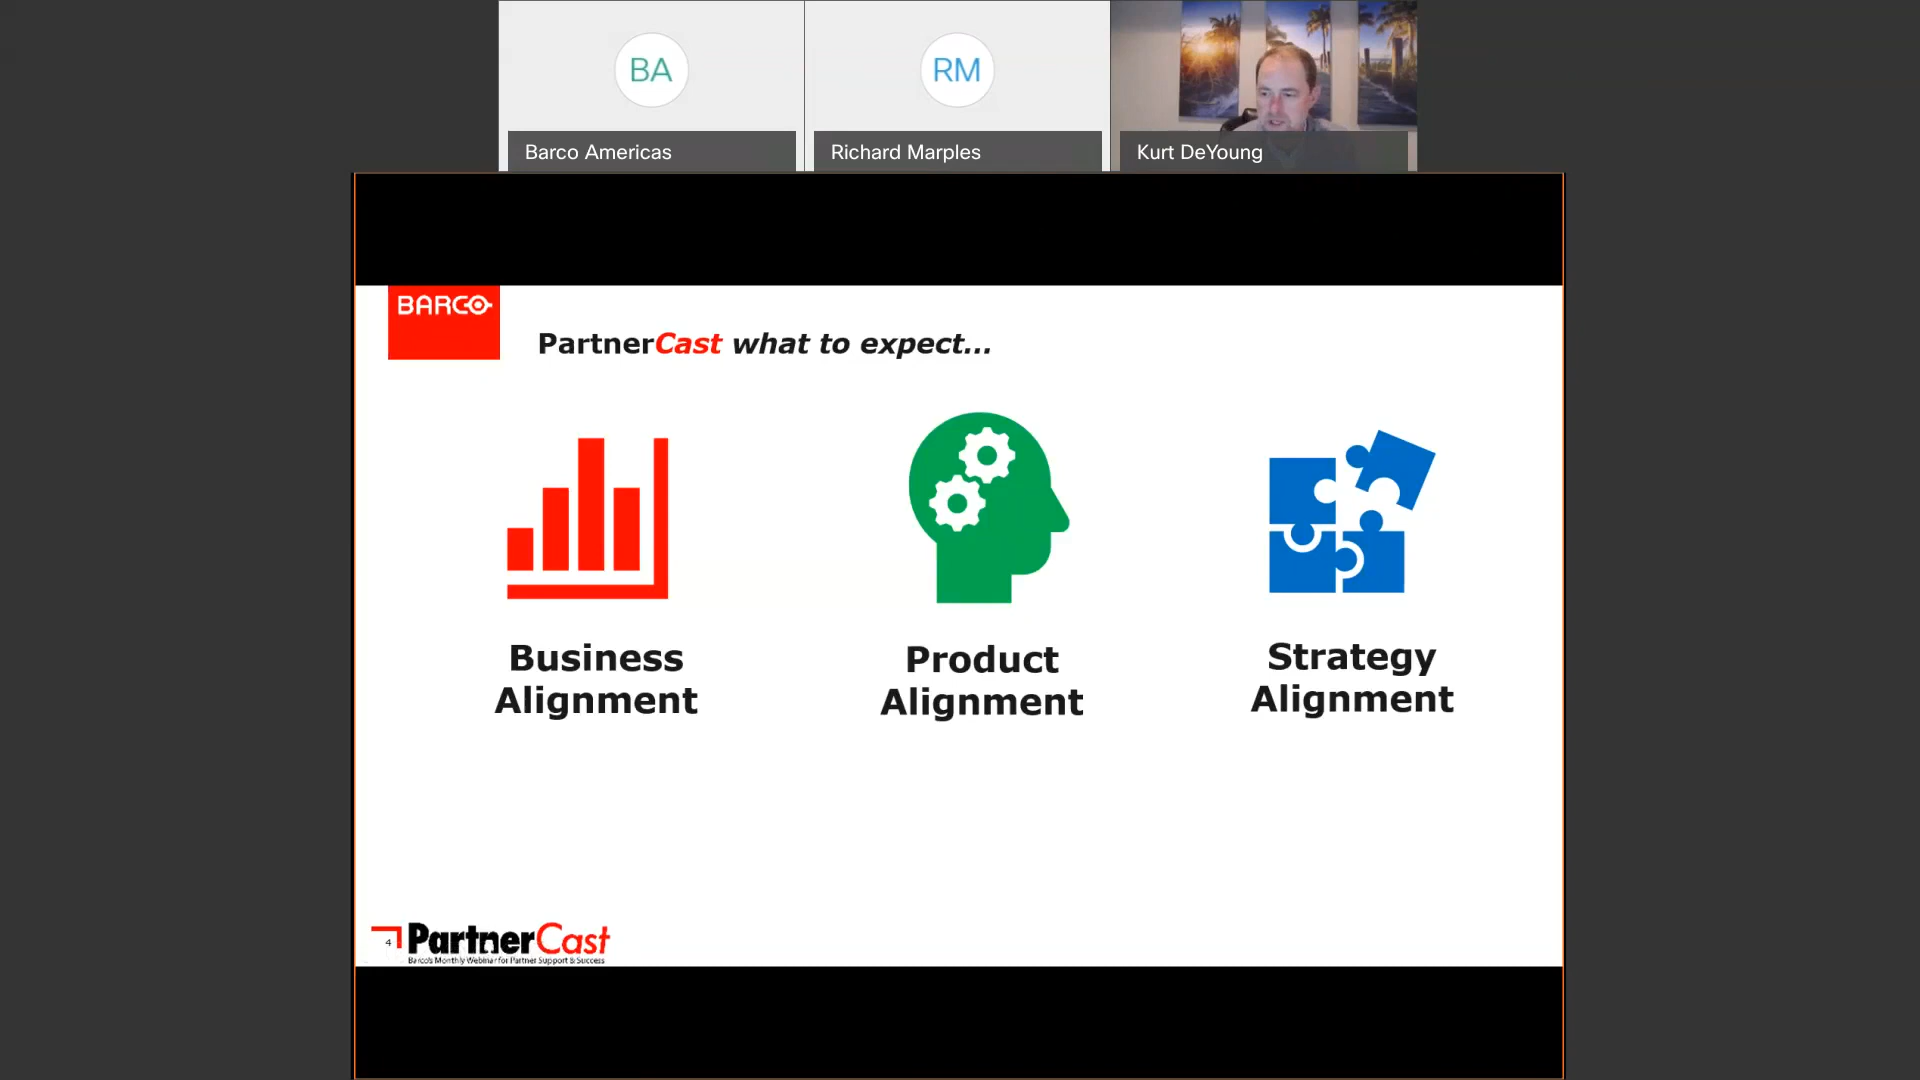 BA
RM
Barco Americas
Richard Marples
Kurt DeYoung
BARCO
PartnerCast what to expect...
Business
Alignment
Product
Alignment
Strategy
Alignment
4
PartnerCast
Barco's Monthly Webinar for Partner Support & Success